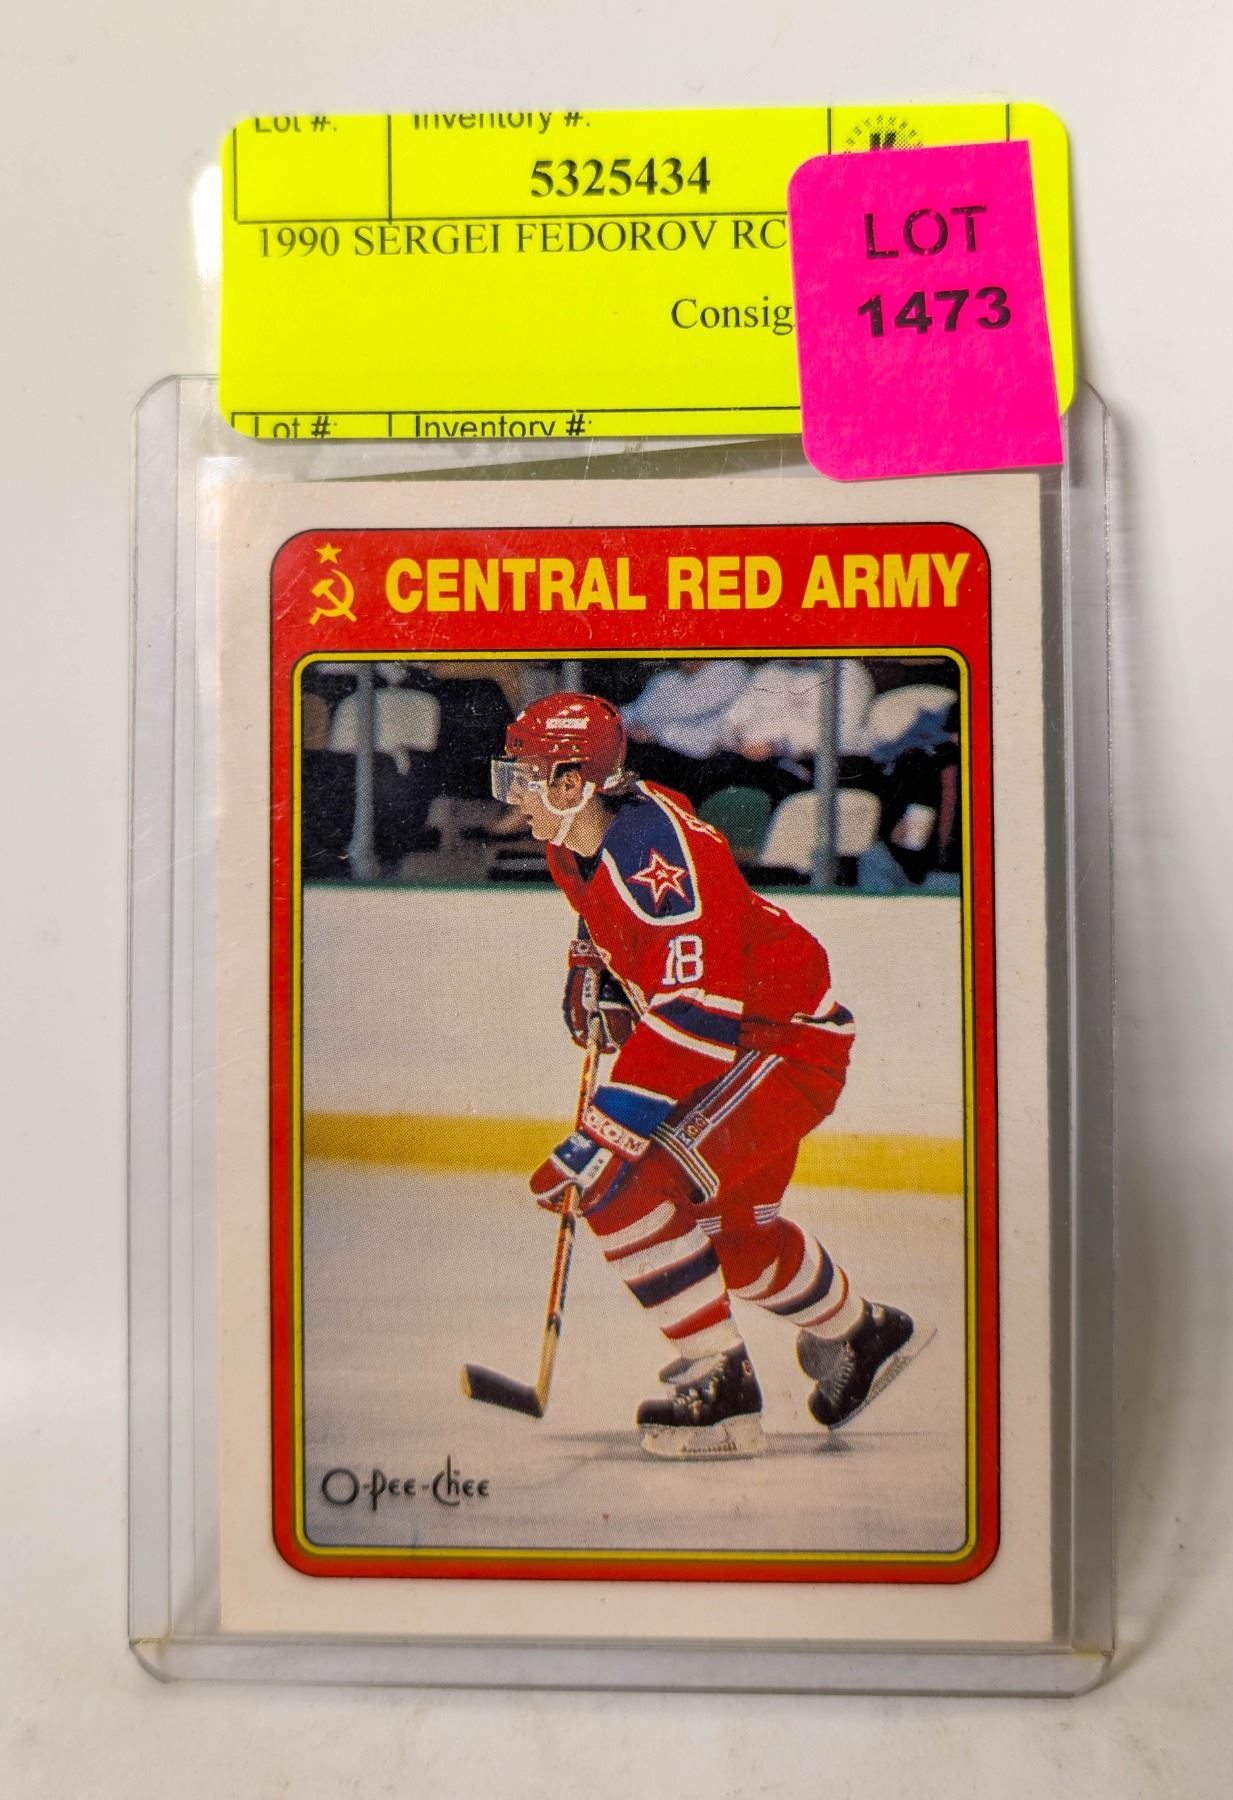 Lot #: Inventory #:
5325434
1990 SERGEI FEDOROV RC
Consig
LOT
1473
Lot #: Inventory #:
CENTRAL RED ARMY
18
CCM
O-Pee-Chee